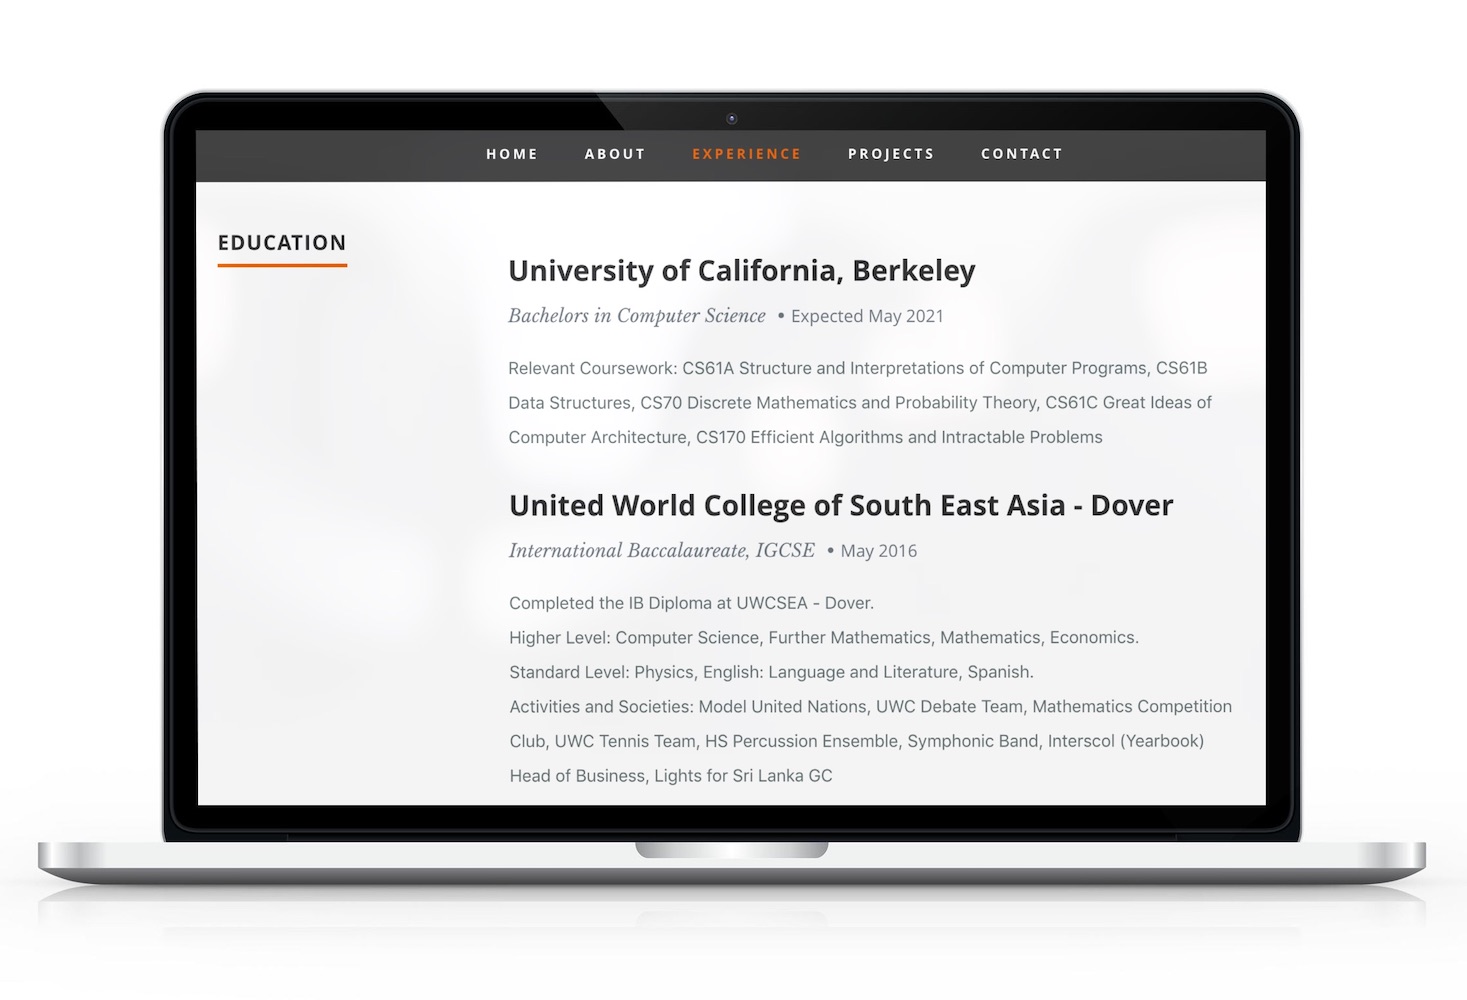 HOME ABOUT EXPERIENCE PROJECTS CONTACT
EDUCATION
University of California, Berkeley
Bachelors in Computer Science • Expected May 2021
Relevant Coursework: CS61A Structure and Interpretations of Computer Programs, CS61B
Data Structures, CS70 Discrete Mathematics and Probability Theory, CS61C Great Ideas of
Computer Architecture, CS170 Efficient Algorithms and Intractable Problems
United World College of South East Asia - Dover
International Baccalaureate, IGCSE • May 2016
Completed the IB Diploma at UWCSEA - Dover.
Higher Level: Computer Science, Further Mathematics, Mathematics, Economics.
Standard Level: Physics, English: Language and Literature, Spanish.
Activities and Societies: Model United Nations, UWC Debate Team, Mathematics Competition
Club, UWC Tennis Team, HS Percussion Ensemble, Symphonic Band, Interscol (Yearbook)
Head of Business, Lights for Sri Lanka GC